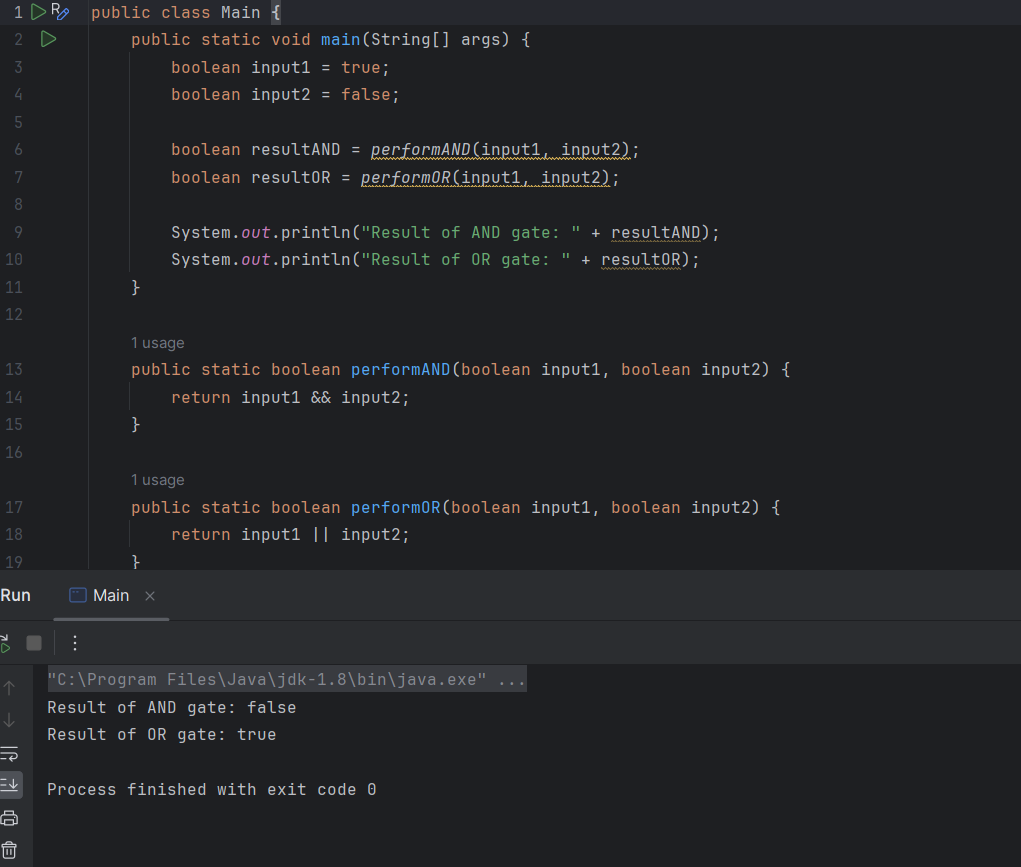 1 public class Main {
2 public static void main(String[] args) {
3 boolean input1 = true;
4 boolean input2 = false;
5
6 boolean resultAND = performAND(input1, input2);
7 boolean resultOR = performOR(input1, input2);
8
9 System.out.println("Result of AND gate: " + resultAND);
10 System.out.println("Result of OR gate: " + resultOR);
11 }
12
1 usage
13 public static boolean performAND(boolean input1, boolean input2) {
14 return input1 && input2;
15 }
16
1 usage
17 public static boolean performOR(boolean input1, boolean input2) {
18 return input1 || input2;
19 }
Run Main
"C:\Program Files\Java\jdk-1.8\bin\java.exe" ...
Result of AND gate: false
Result of OR gate: true
Process finished with exit code 0